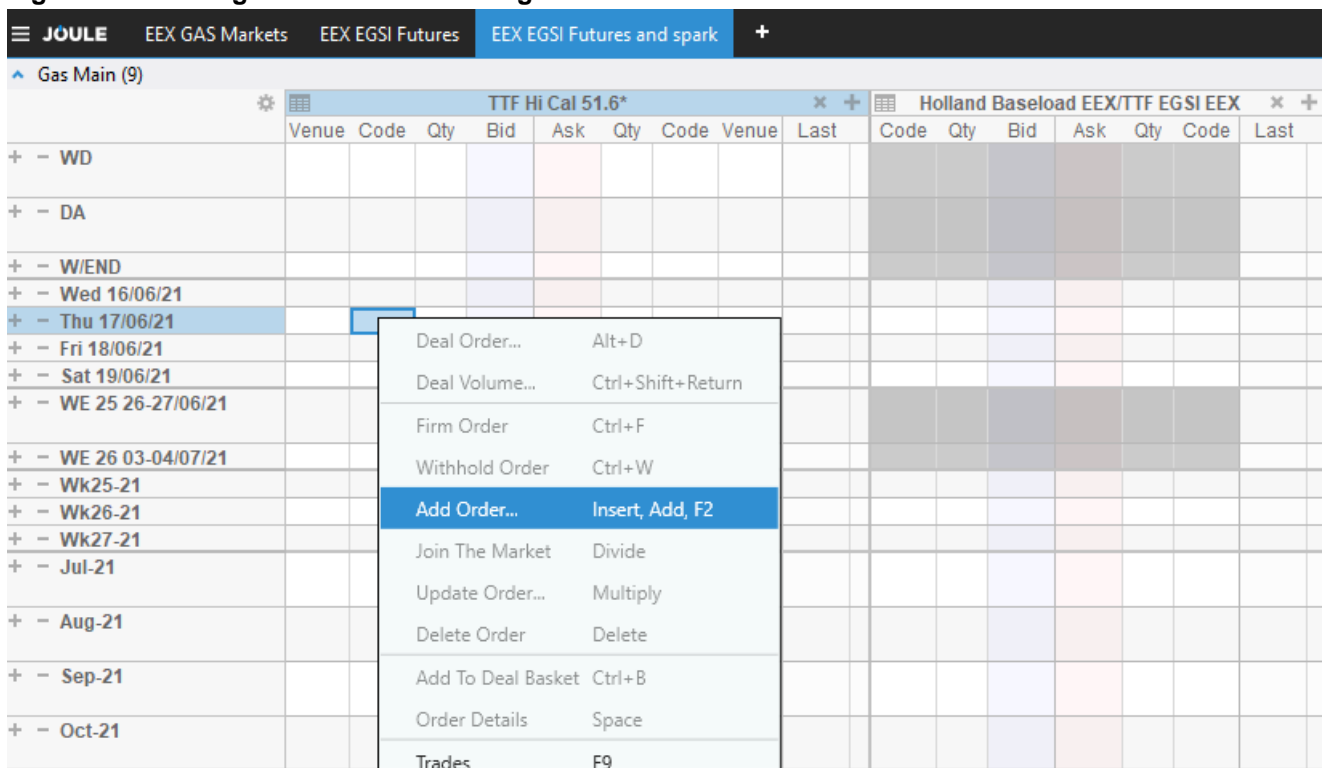 JOULE EEX GAS Markets EEX EGSI Futures EEX EGSI Futures and spark +
Gas Main (9)
TTF Hi Cal 51.6* × + Holland Baseload EEX/TTF EGSI EEX × +
Venue Code Qty Bid Ask Qty Code Venue Last Code Qty Bid Ask Qty Code Last
+ − WD
+ − DA
+ − W/END
+ − Wed 16/06/21
+ − Thu 17/06/21
+ − Fri 18/06/21
+ − Sat 19/06/21
+ − WE 25 26-27/06/21
+ − WE 26 03-04/07/21
+ − Wk25-21
+ − Wk26-21
+ − Wk27-21
+ − Jul-21
+ − Aug-21
+ − Sep-21
+ − Oct-21
Deal Order... Alt+D
Deal Volume... Ctrl+Shift+Return
Firm Order Ctrl+F
Withhold Order Ctrl+W
Add Order... Insert, Add, F2
Join The Market Divide
Update Order... Multiply
Delete Order Delete
Add To Deal Basket Ctrl+B
Order Details Space
Trades F9